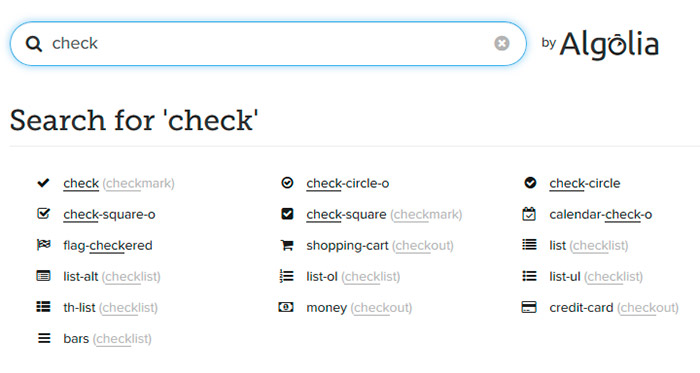 check by Algolia
Search for 'check'
check (checkmark) check-circle-o check-circle
check-square-o check-square (checkmark) calendar-check-o
flag-checkered shopping-cart (checkout) list (checklist)
list-alt (checklist) list-ol (checklist) list-ul (checklist)
th-list (checklist) money (checkout) credit-card (checkout)
bars (checklist)